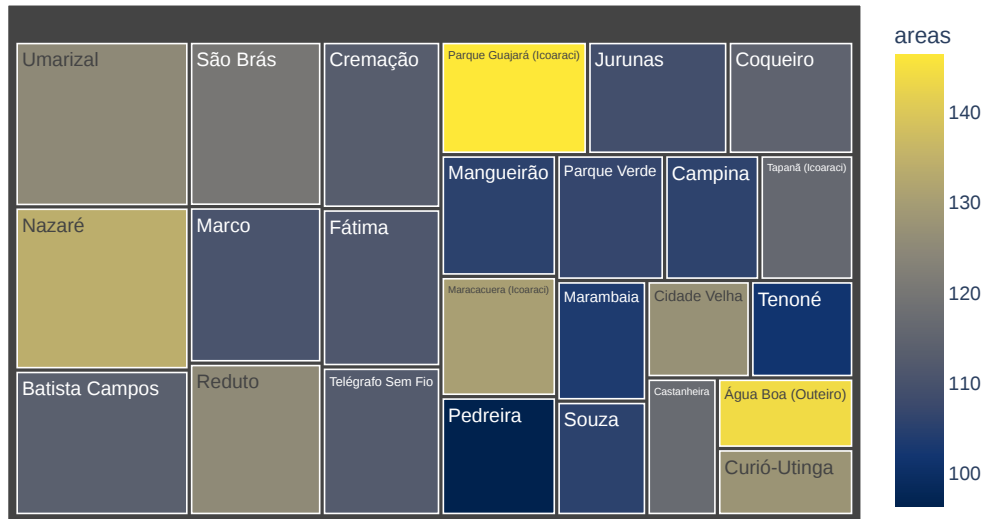 areas
Umarizal
São Brás
Cremação
Parque Guajará (Icoaraci)
Jurunas
Coqueiro
140
Mangueirão
Parque Verde
Campina
Tapanã (Icoaraci)
130
Nazaré
Marco
Fátima
Maracacuera (Icoaraci)
Marambaia
Cidade Velha
Tenoné
120
Batista Campos
Reduto
Telégrafo Sem Fio
Castanheira
Água Boa (Outeiro)
110
Pedreira
Souza
Curió-Utinga
100